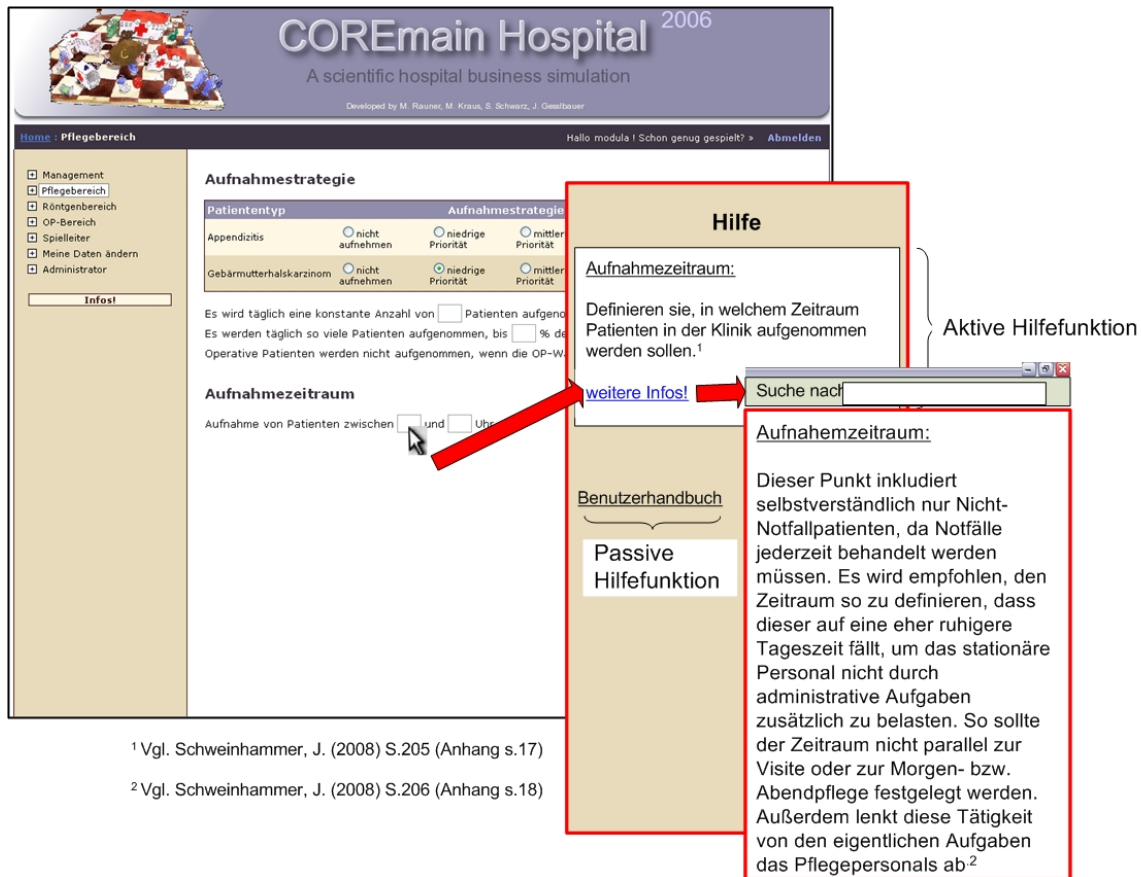 COREmain Hospital 2006
A scientific hospital business simulation
Developed by M. Rauner, M. Kraus, S. Schwarz, J. Gesslbauer
Home : Pflegebereich
Hallo modula ! Schon genug gespielt? » Abmelden
Management
Pflegebereich
Röntgenbereich
OP-Bereich
Spielleiter
Meine Daten ändern
Administrator
Infos!
Aufnahmestrategie
Patiententyp Aufnahmestrategie
Appendizitis nicht aufnehmen niedrige Priorität mittler Priorität
Gebärmutterhalskarzinom nicht aufnehmen niedrige Priorität mittler Priorität
Es wird täglich eine konstante Anzahl von Patienten aufgeno
Es werden täglich so viele Patienten aufgenommen, bis % de
Operative Patienten werden nicht aufgenommen, wenn die OP-Wa
Aufnahmezeitraum
Aufnahme von Patienten zwischen und Uhr
Hilfe
Aufnahmezeitraum:
Definieren sie, in welchem Zeitraum
Patienten in der Klinik aufgenommen
werden sollen.¹
weitere Infos!
Aktive Hilfefunktion
Benutzerhandbuch
Passive
Hilfefunktion
Suche nach
Aufnahemzeitraum:
Dieser Punkt inkludiert
selbstverständlich nur Nicht-
Notfallpatienten, da Notfälle
jederzeit behandelt werden
müssen. Es wird empfohlen, den
Zeitraum so zu definieren, dass
dieser auf eine eher ruhigere
Tageszeit fällt, um das stationäre
Personal nicht durch
administrative Aufgaben
zusätzlich zu belasten. So sollte
der Zeitraum nicht parallel zur
Visite oder zur Morgen- bzw.
Abendpflege festgelegt werden.
Außerdem lenkt diese Tätigkeit
von den eigentlichen Aufgaben
das Pflegepersonals ab.²
¹ Vgl. Schweinhammer, J. (2008) S.205 (Anhang s.17)
² Vgl. Schweinhammer, J. (2008) S.206 (Anhang s.18)